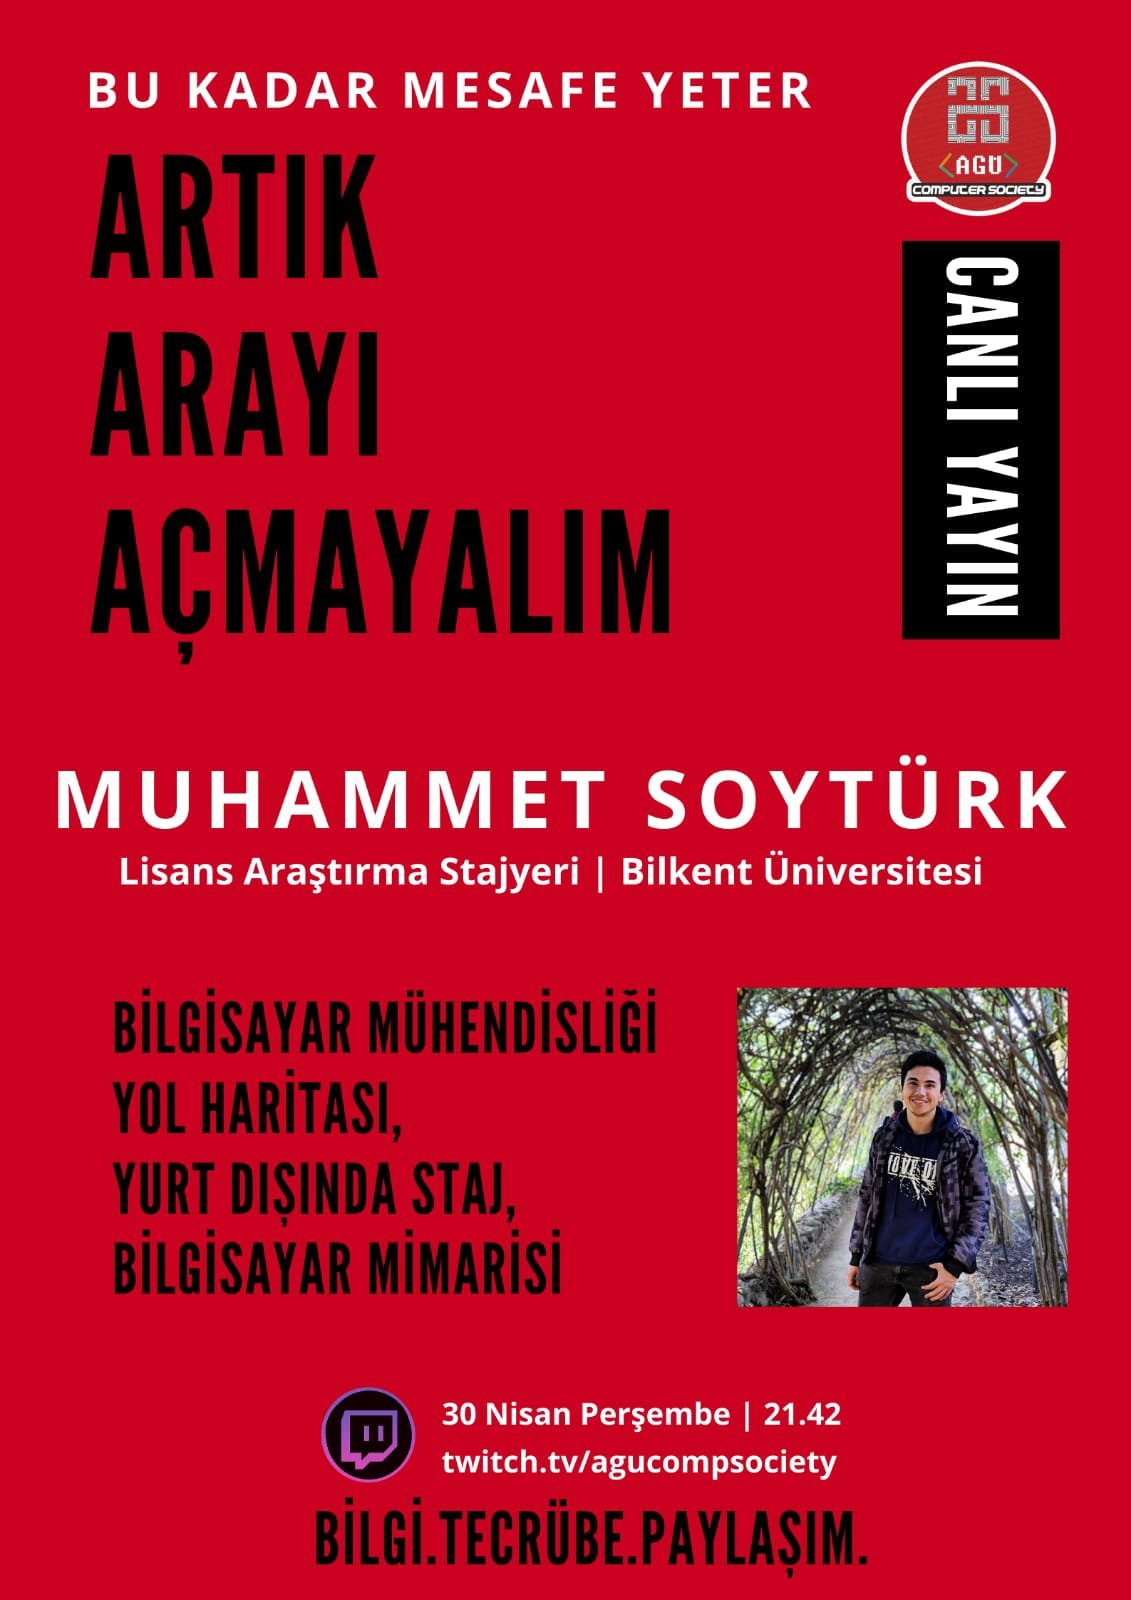 BU KADAR MESAFE YETER
ARTIK
ARAYI
AÇMAYALIM
<AGÜ>
COMPUTER SOCIETY
CANLI YAYIN
MUHAMMET SOYTÜRK
Lisans Araştırma Stajyeri | Bilkent Üniversitesi
BİLGİSAYAR MÜHENDİSLİĞİ
YOL HARİTASI,
YURT DIŞINDA STAJ,
BİLGİSAYAR MİMARİSİ
30 Nisan Perşembe | 21.42
twitch.tv/agucompsociety
BİLGİ.TECRÜBE.PAYLAŞIM.